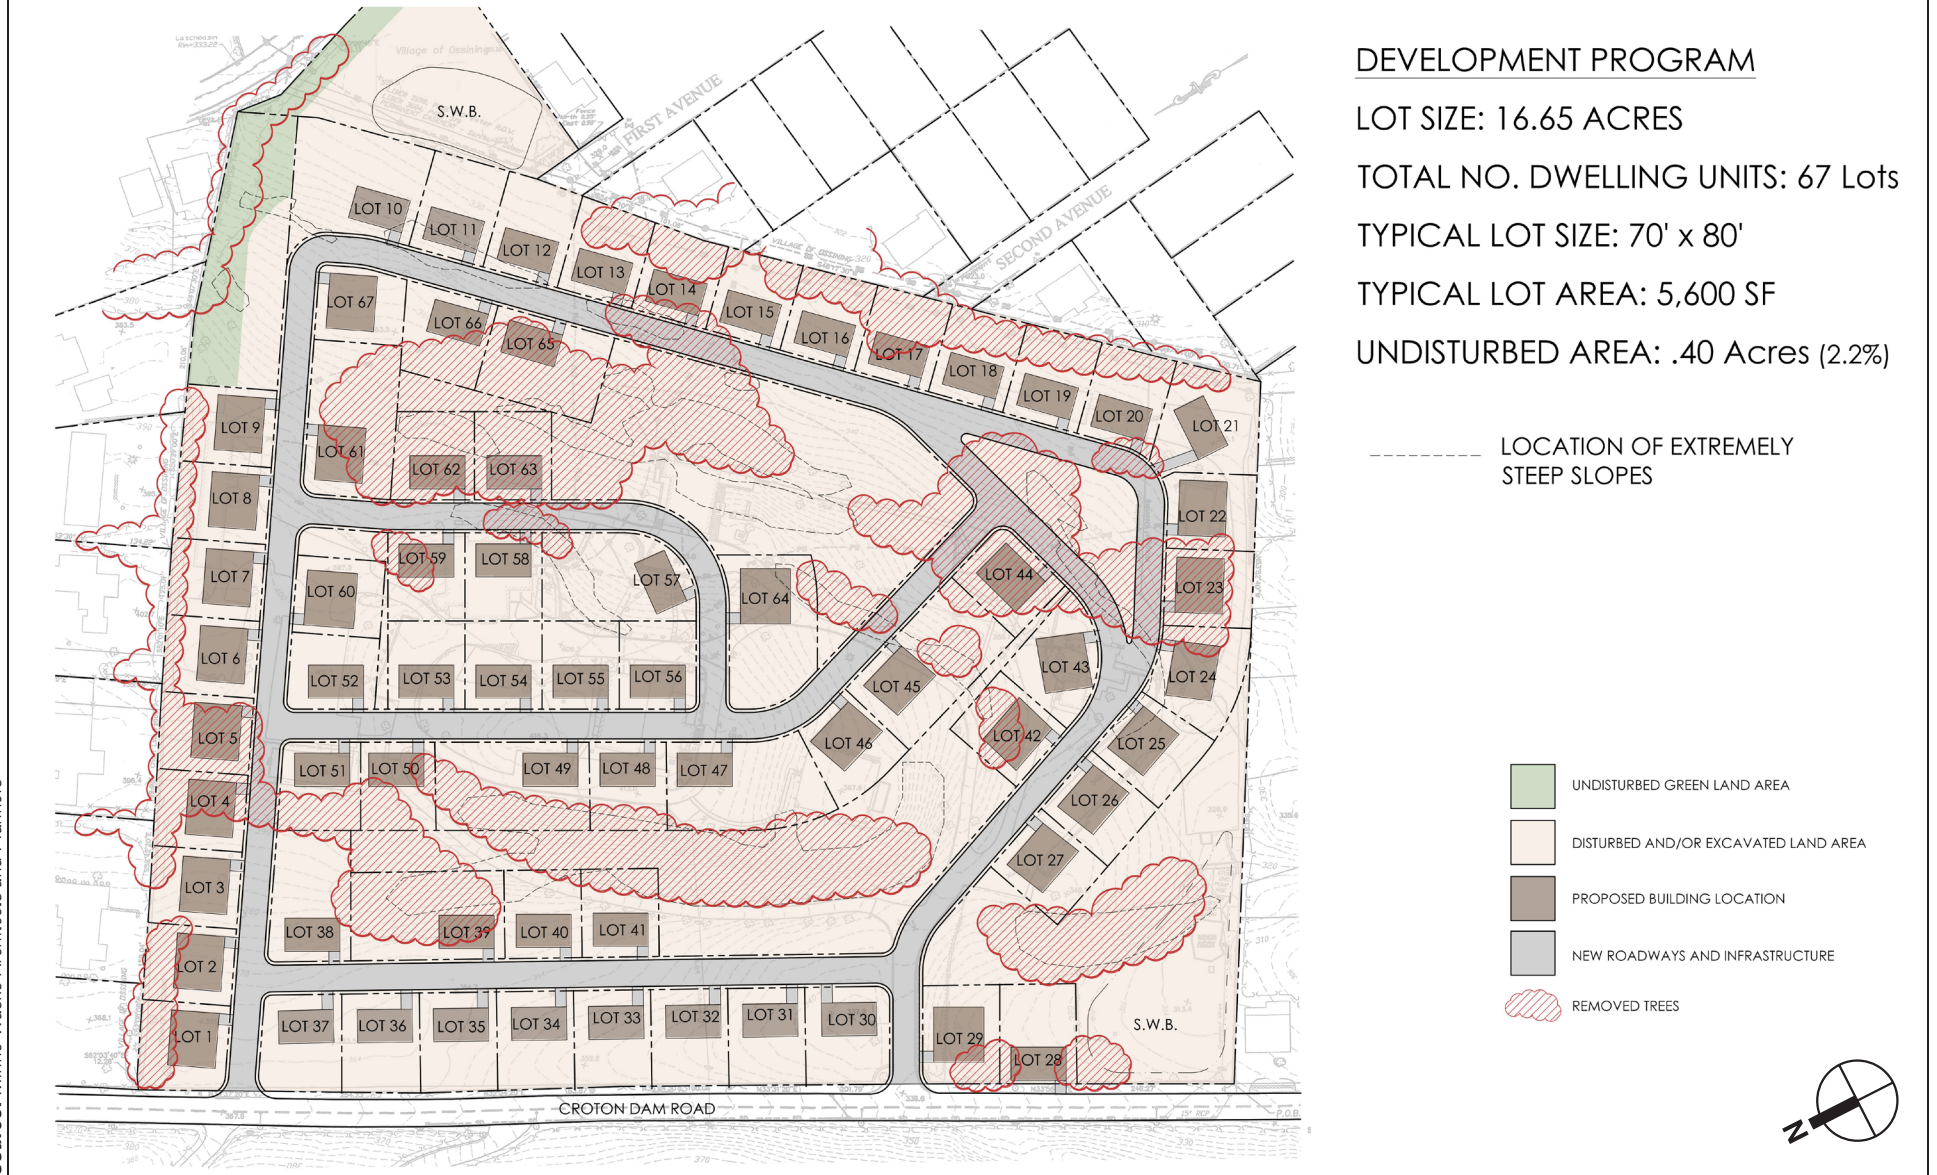 DEVELOPMENT PROGRAM
LOT SIZE: 16.65 ACRES
TOTAL NO. DWELLING UNITS: 67 Lots
TYPICAL LOT SIZE: 70' x 80'
TYPICAL LOT AREA: 5,600 SF
UNDISTURBED AREA: .40 Acres (2.2%)
LOCATION OF EXTREMELY
STEEP SLOPES
UNDISTURBED GREEN LAND AREA
DISTURBED AND/OR EXCAVATED LAND AREA
PROPOSED BUILDING LOCATION
NEW ROADWAYS AND INFRASTRUCTURE
REMOVED TREES
N
Village of Ossining
S.W.B.
FIRST AVENUE
SECOND AVENUE
VILLAGE OF OSSINING
LOT 10
LOT 11
LOT 12
LOT 13
LOT 14
LOT 15
LOT 16
LOT 17
LOT 18
LOT 19
LOT 20
LOT 21
LOT 67
LOT 66
LOT 65
LOT 9
LOT 61
LOT 62
LOT 63
LOT 8
LOT 22
LOT 7
LOT 60
LOT 59
LOT 58
LOT 57
LOT 64
LOT 44
LOT 23
LOT 6
LOT 52
LOT 53
LOT 54
LOT 55
LOT 56
LOT 45
LOT 43
LOT 24
LOT 5
LOT 51
LOT 50
LOT 49
LOT 48
LOT 47
LOT 46
LOT 42
LOT 25
LOT 4
LOT 26
LOT 3
LOT 27
LOT 38
LOT 39
LOT 40
LOT 41
LOT 2
LOT 1
LOT 37
LOT 36
LOT 35
LOT 34
LOT 33
LOT 32
LOT 31
LOT 30
LOT 29
LOT 28
S.W.B.
CROTON DAM ROAD